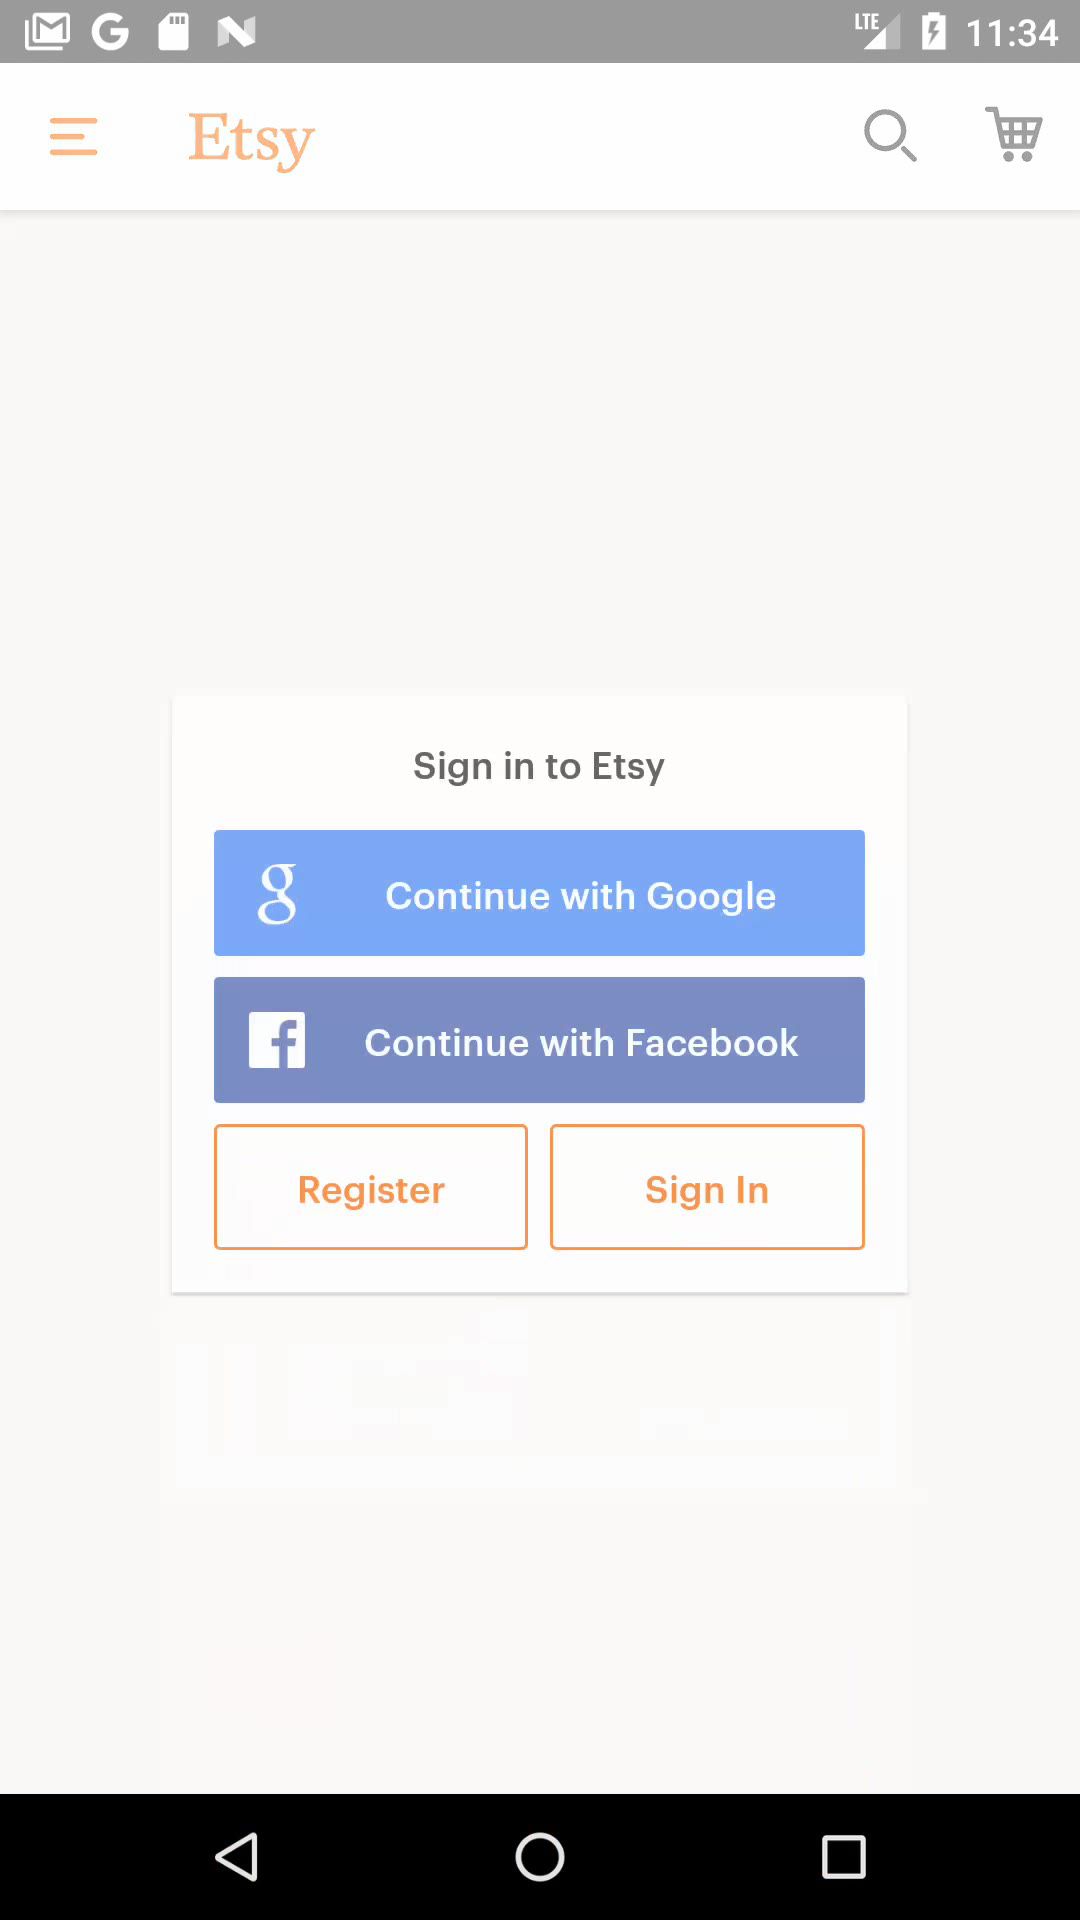 LTE 11:34
Etsy
Sign in to Etsy
Continue with Google
Continue with Facebook
Register
Sign In